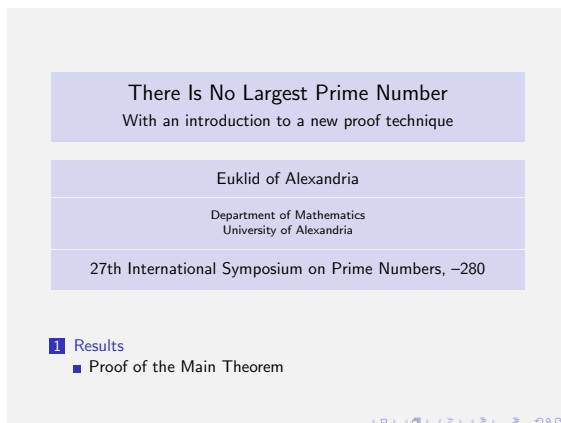 There Is No Largest Prime Number
With an introduction to a new proof technique
Euklid of Alexandria
Department of Mathematics
University of Alexandria
27th International Symposium on Prime Numbers, –280
1 Results
Proof of the Main Theorem